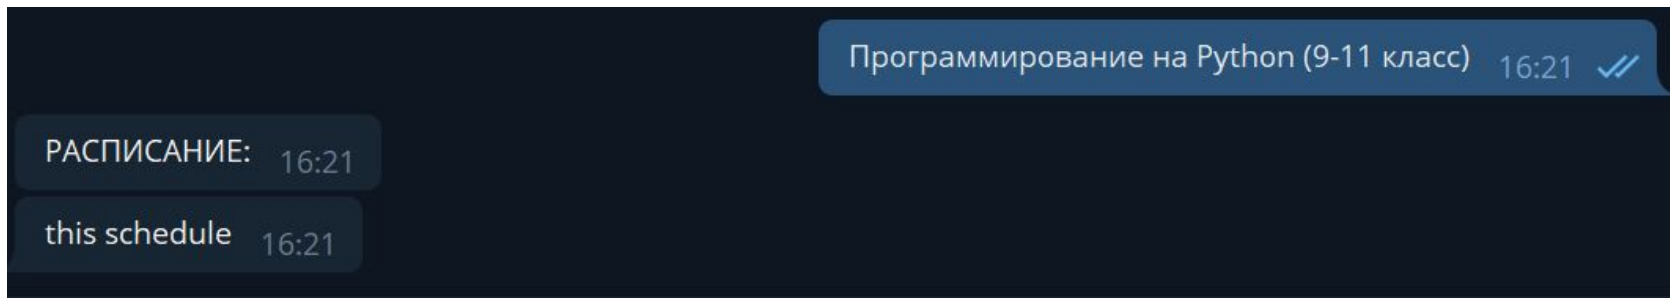 Программирование на Python (9-11 класс) 16:21
РАСПИСАНИЕ: 16:21
this schedule 16:21